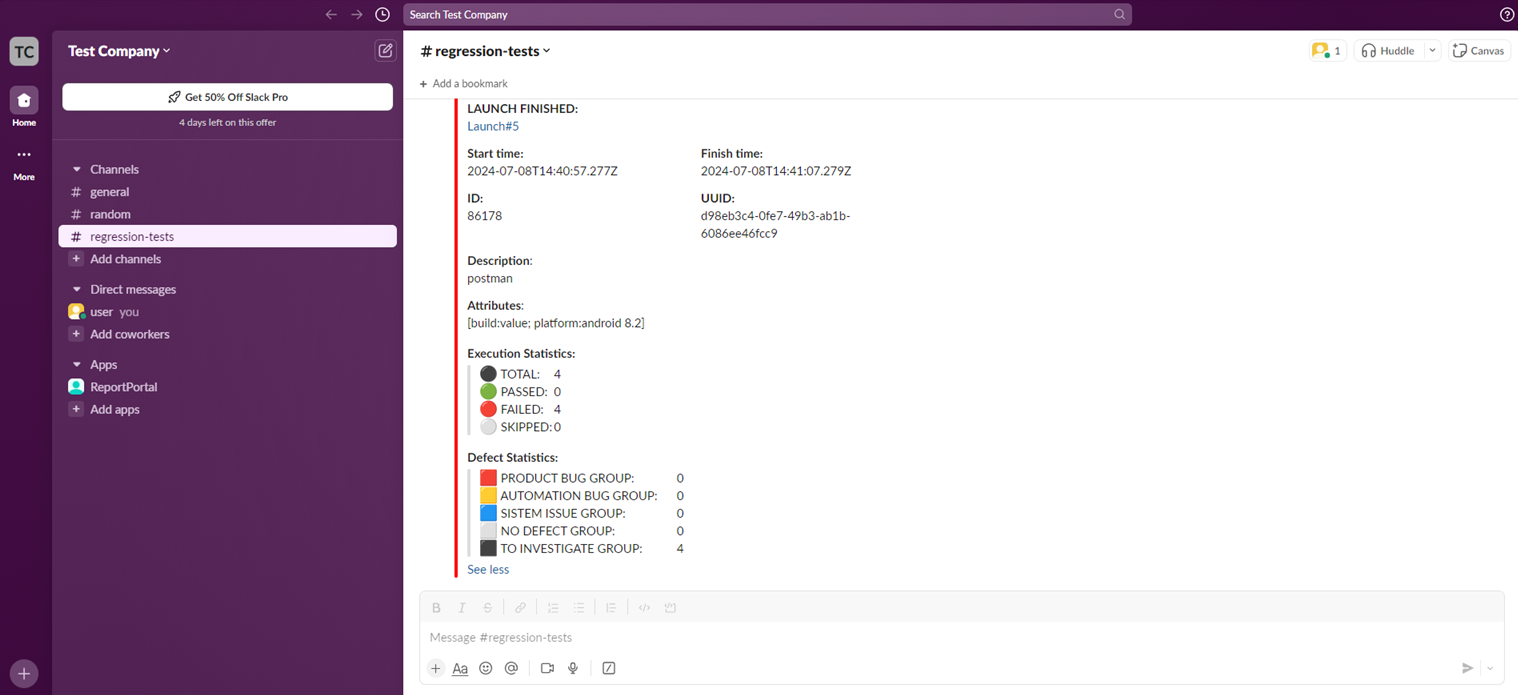 Search Test Company
TC
Test Company
Get 50% Off Slack Pro
4 days left on this offer
Home
More
Channels
# general
# random
# regression-tests
+ Add channels
Direct messages
user you
+ Add coworkers
Apps
ReportPortal
+ Add apps
# regression-tests
1
Huddle
Canvas
+ Add a bookmark
LAUNCH FINISHED:
Launch#5
Start time: Finish time:
2024-07-08T14:40:57.277Z 2024-07-08T14:41:07.279Z
ID: UUID:
86178 d98eb3c4-0fe7-49b3-ab1b-
6086ee46fcc9
Description:
postman
Attributes:
[build:value; platform:android 8.2]
Execution Statistics:
TOTAL: 4
PASSED: 0
FAILED: 4
SKIPPED: 0
Defect Statistics:
PRODUCT BUG GROUP: 0
AUTOMATION BUG GROUP: 0
SISTEM ISSUE GROUP: 0
NO DEFECT GROUP: 0
TO INVESTIGATE GROUP: 4
See less
B I S
Message #regression-tests
+ Aa @